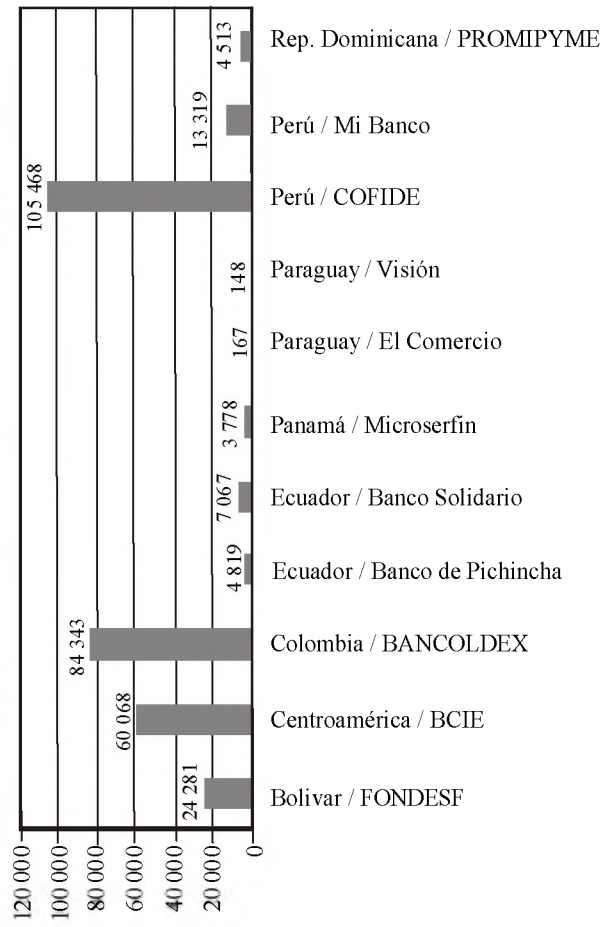 4 513
Rep. Dominicana / PROMIPYME
13 319
Perú / Mi Banco
105 468
Perú / COFIDE
148
Paraguay / Visión
167
Paraguay / El Comercio
3 778
Panamá / Microserfin
7 067
Ecuador / Banco Solidario
4 819
Ecuador / Banco de Pichincha
84 343
Colombia / BANCOLDEX
60 068
Centroamérica / BCIE
24 281
Bolivar / FONDESF
120 000
100 000
80 000
60 000
40 000
20 000
0